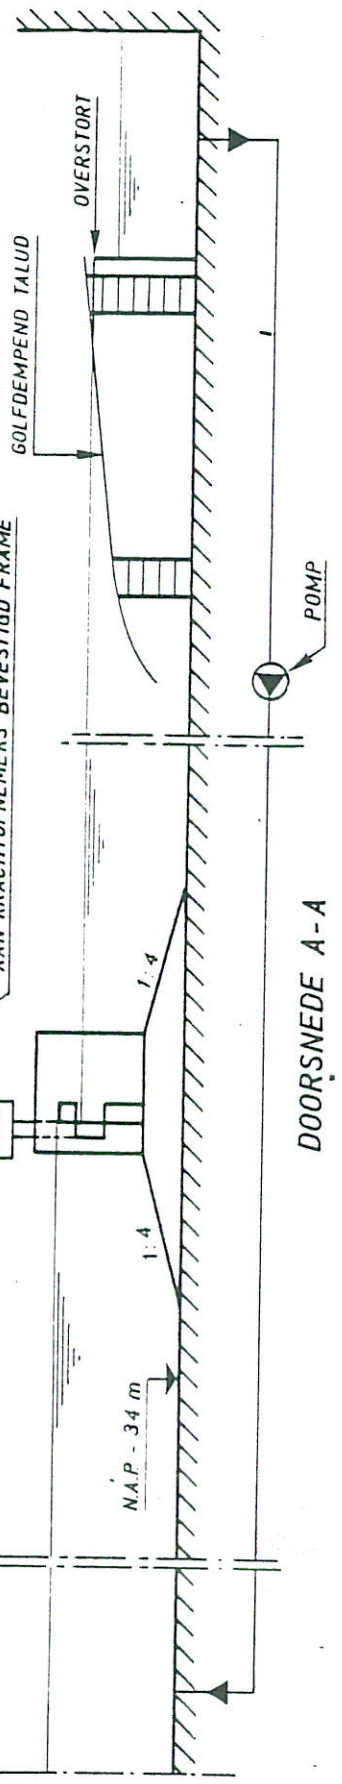 N.A.P - 34 m
1:4
1:4
AAN KRACHTOPNEMERS BEVESTIGD FRAME
GOLFDEMPEND TALUD
OVERSTORT
POMP
DOORSNEDE A-A